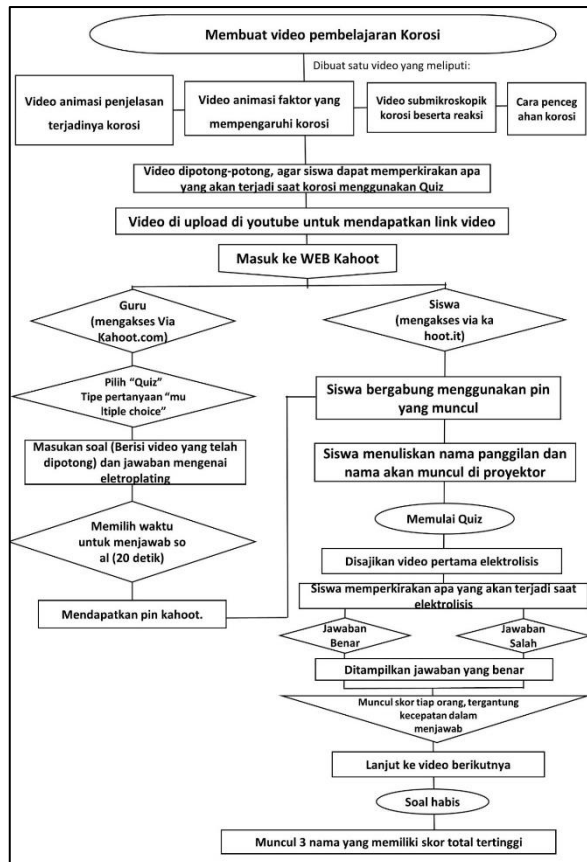 Membuat video pembelajaran Korosi
Dibuat satu video yang meliputi:
Video animasi penjelasan
terjadinya korosi
Video animasi faktor yang
mempengaruhi korosi
Video submikroskopik
korosi beserta reaksi
Cara penceg
ahan korosi
Video dipotong-potong, agar siswa dapat memperkirakan apa
yang akan terjadi saat korosi menggunakan Quiz
Video di upload di youtube untuk mendapatkan link video
Masuk ke WEB Kahoot
Guru
(mengakses Via
Kahoot.com)
Pilih “Quiz”
Tipe pertanyaan “mu
ltiple choice”
Masukan soal (Berisi video yang telah
dipotong) dan jawaban mengenai
eletroplating
Memilih waktu
untuk menjawab so
al (20 detik)
Mendapatkan pin kahoot.
Siswa
(mengakses via ka
hoot.it)
Siswa bergabung menggunakan pin
yang muncul
Siswa menuliskan nama panggilan dan
nama akan muncul di proyektor
Memulai Quiz
Disajikan video pertama elektrolisis
Siswa memperkirakan apa yang akan terjadi saat
elektrolisis
Jawaban
Benar
Jawaban
Salah
Ditampilkan jawaban yang benar
Muncul skor tiap orang, tergantung
kecepatan dalam
menjawab
Lanjut ke video berikutnya
Soal habis
Muncul 3 nama yang memiliki skor total tertinggi